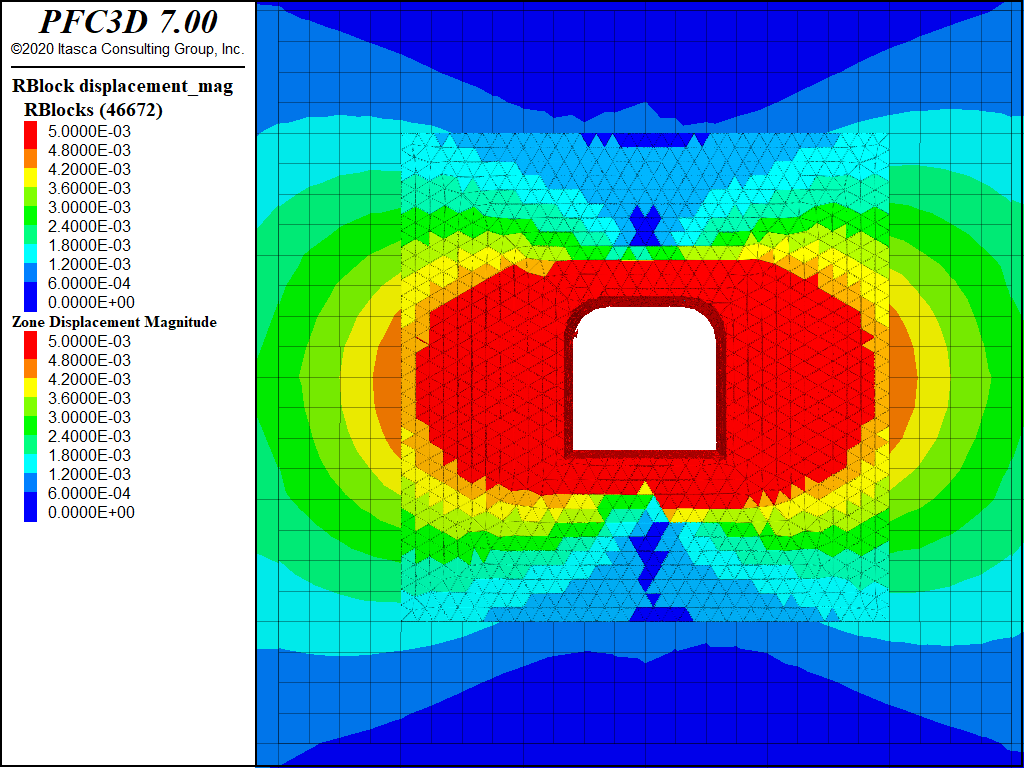 PFC3D 7.00
©2020 Itasca Consulting Group, Inc.
RBlock displacement_mag
RBlocks (46672)
5.0000E-03
4.8000E-03
4.2000E-03
3.6000E-03
3.0000E-03
2.4000E-03
1.8000E-03
1.2000E-03
6.0000E-04
0.0000E+00
Zone Displacement Magnitude
5.0000E-03
4.8000E-03
4.2000E-03
3.6000E-03
3.0000E-03
2.4000E-03
1.8000E-03
1.2000E-03
6.0000E-04
0.0000E+00